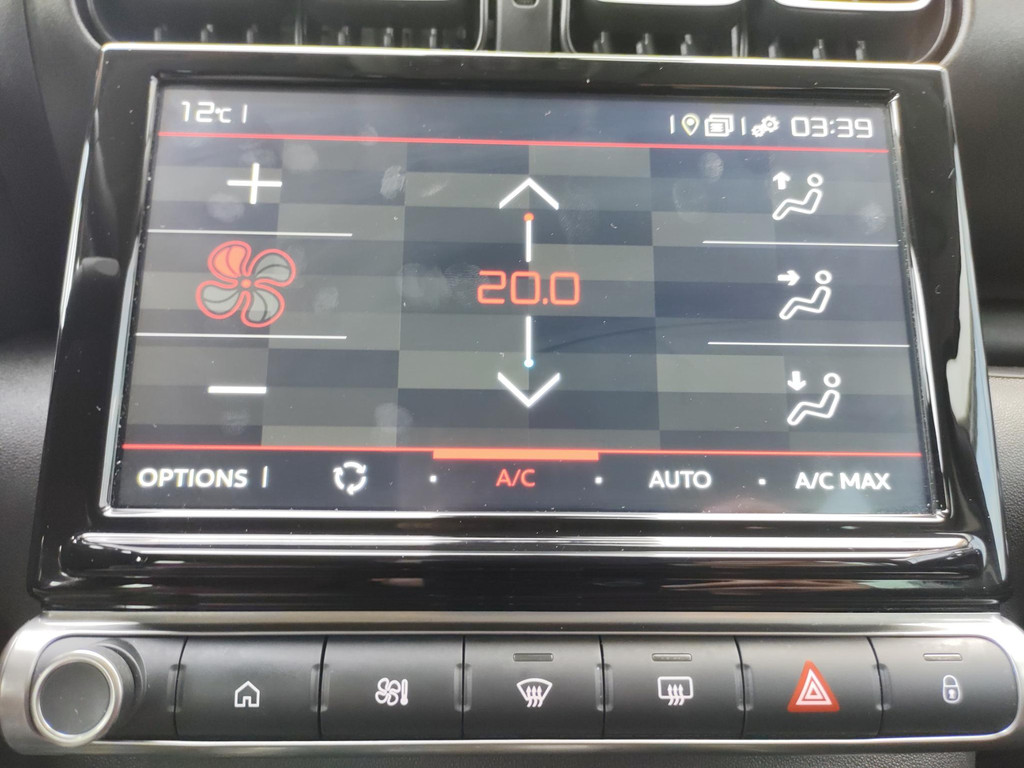 12°C
03:39
20.0
OPTIONS A/C AUTO A/C MAX